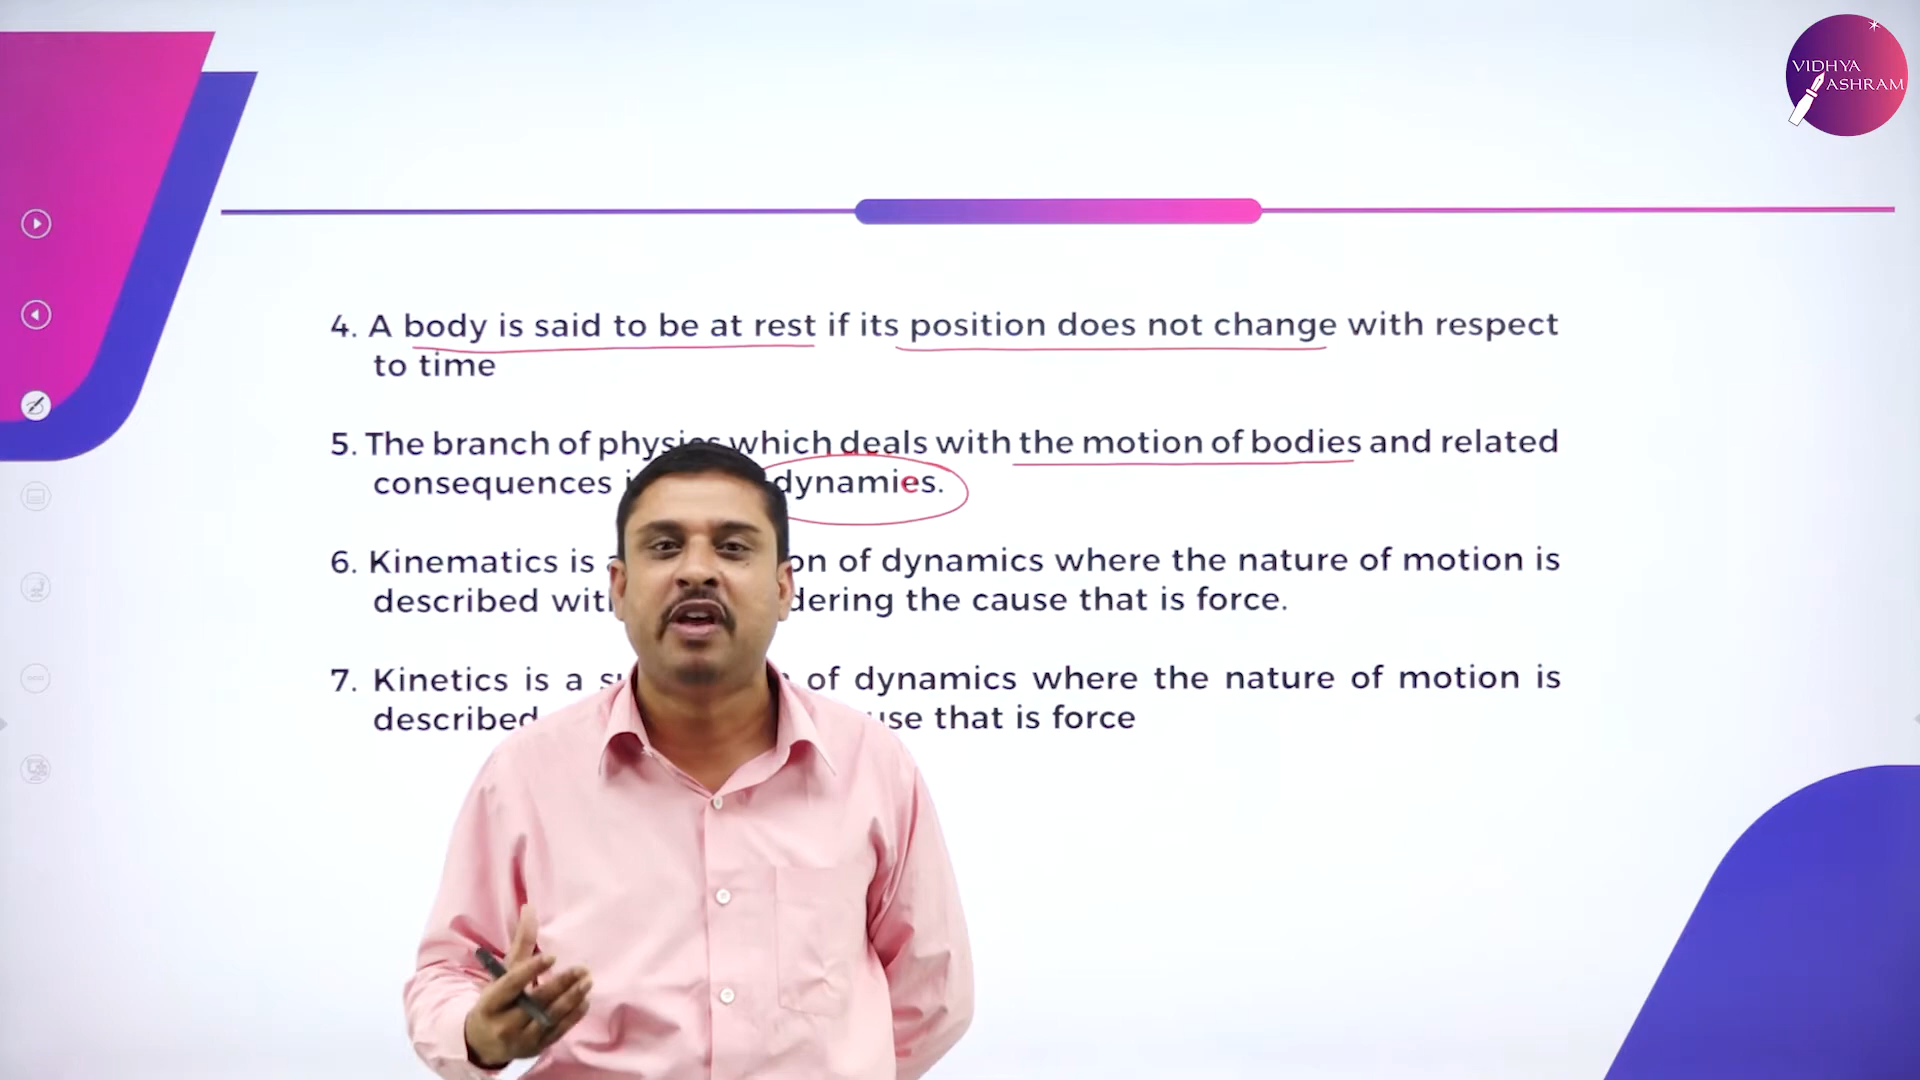 VIDHYA
ASHRAM
4. A body is said to be at rest if its position does not change with respect
to time
5. The branch of physics which deals with the motion of bodies and related
consequences dynamies.
6. Kinematics is on of dynamics where the nature of motion is
described dering the cause that is force.
7. Kinetics is a of dynamics where the nature of motion is
described that is force